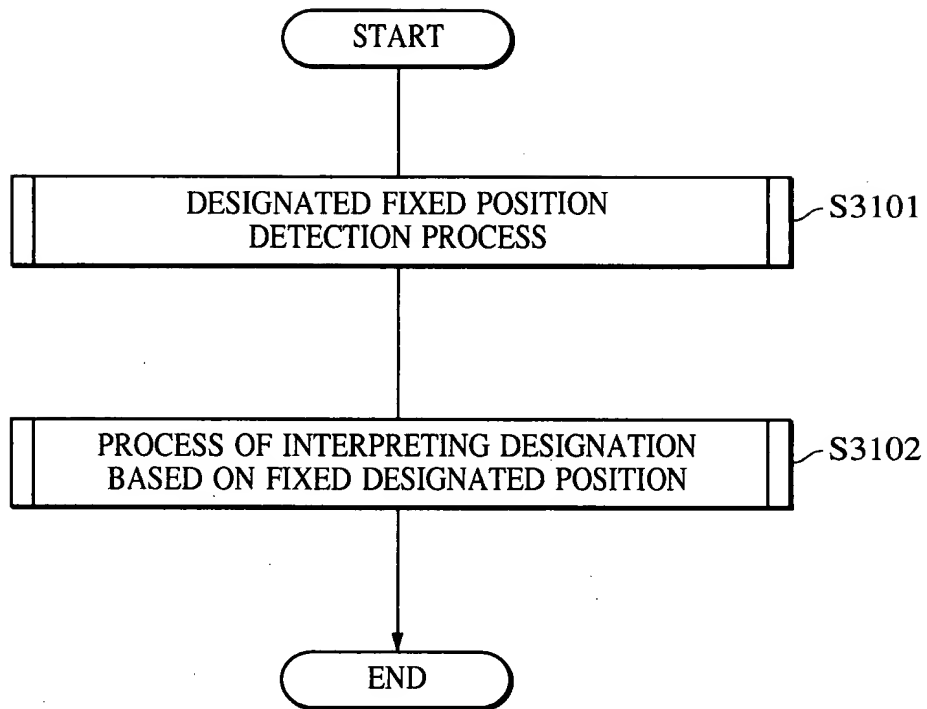 START
DESIGNATED FIXED POSITION
DETECTION PROCESS
S3101
PROCESS OF INTERPRETING DESIGNATION
BASED ON FIXED DESIGNATED POSITION
S3102
END